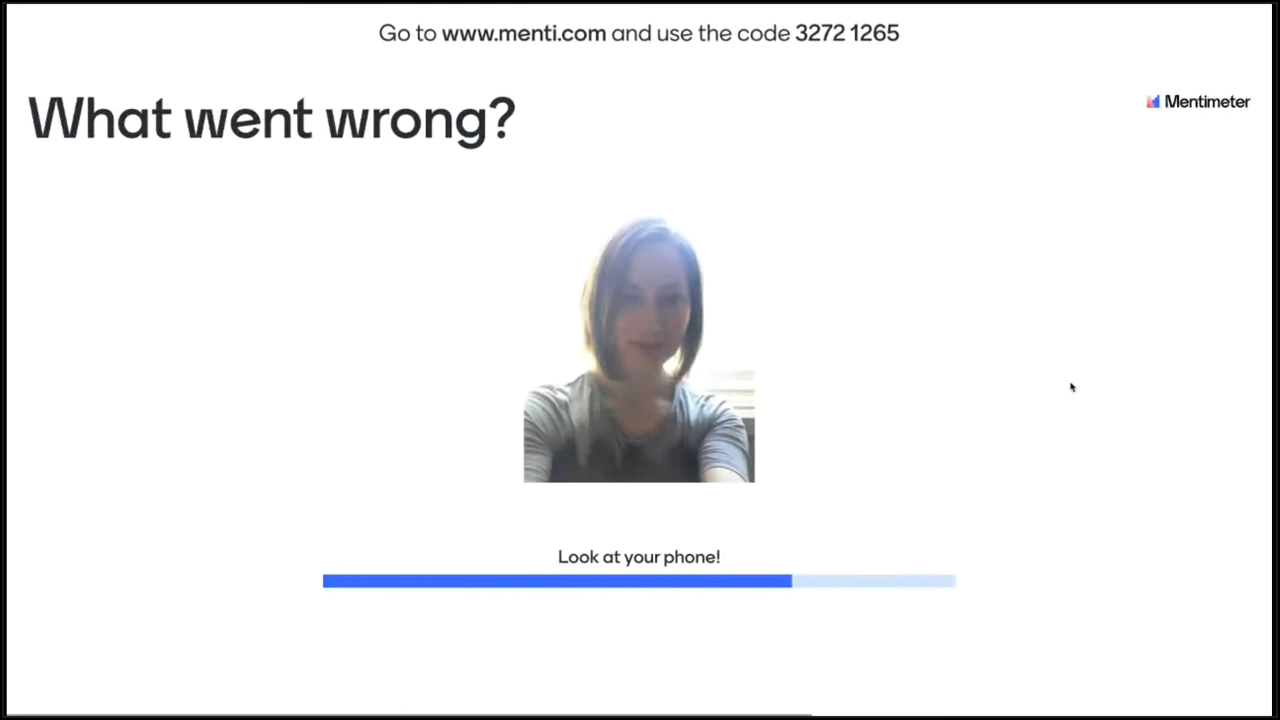 Go to www.menti.com and use the code 3272 1265
What went wrong?
Mentimeter
Look at your phone!